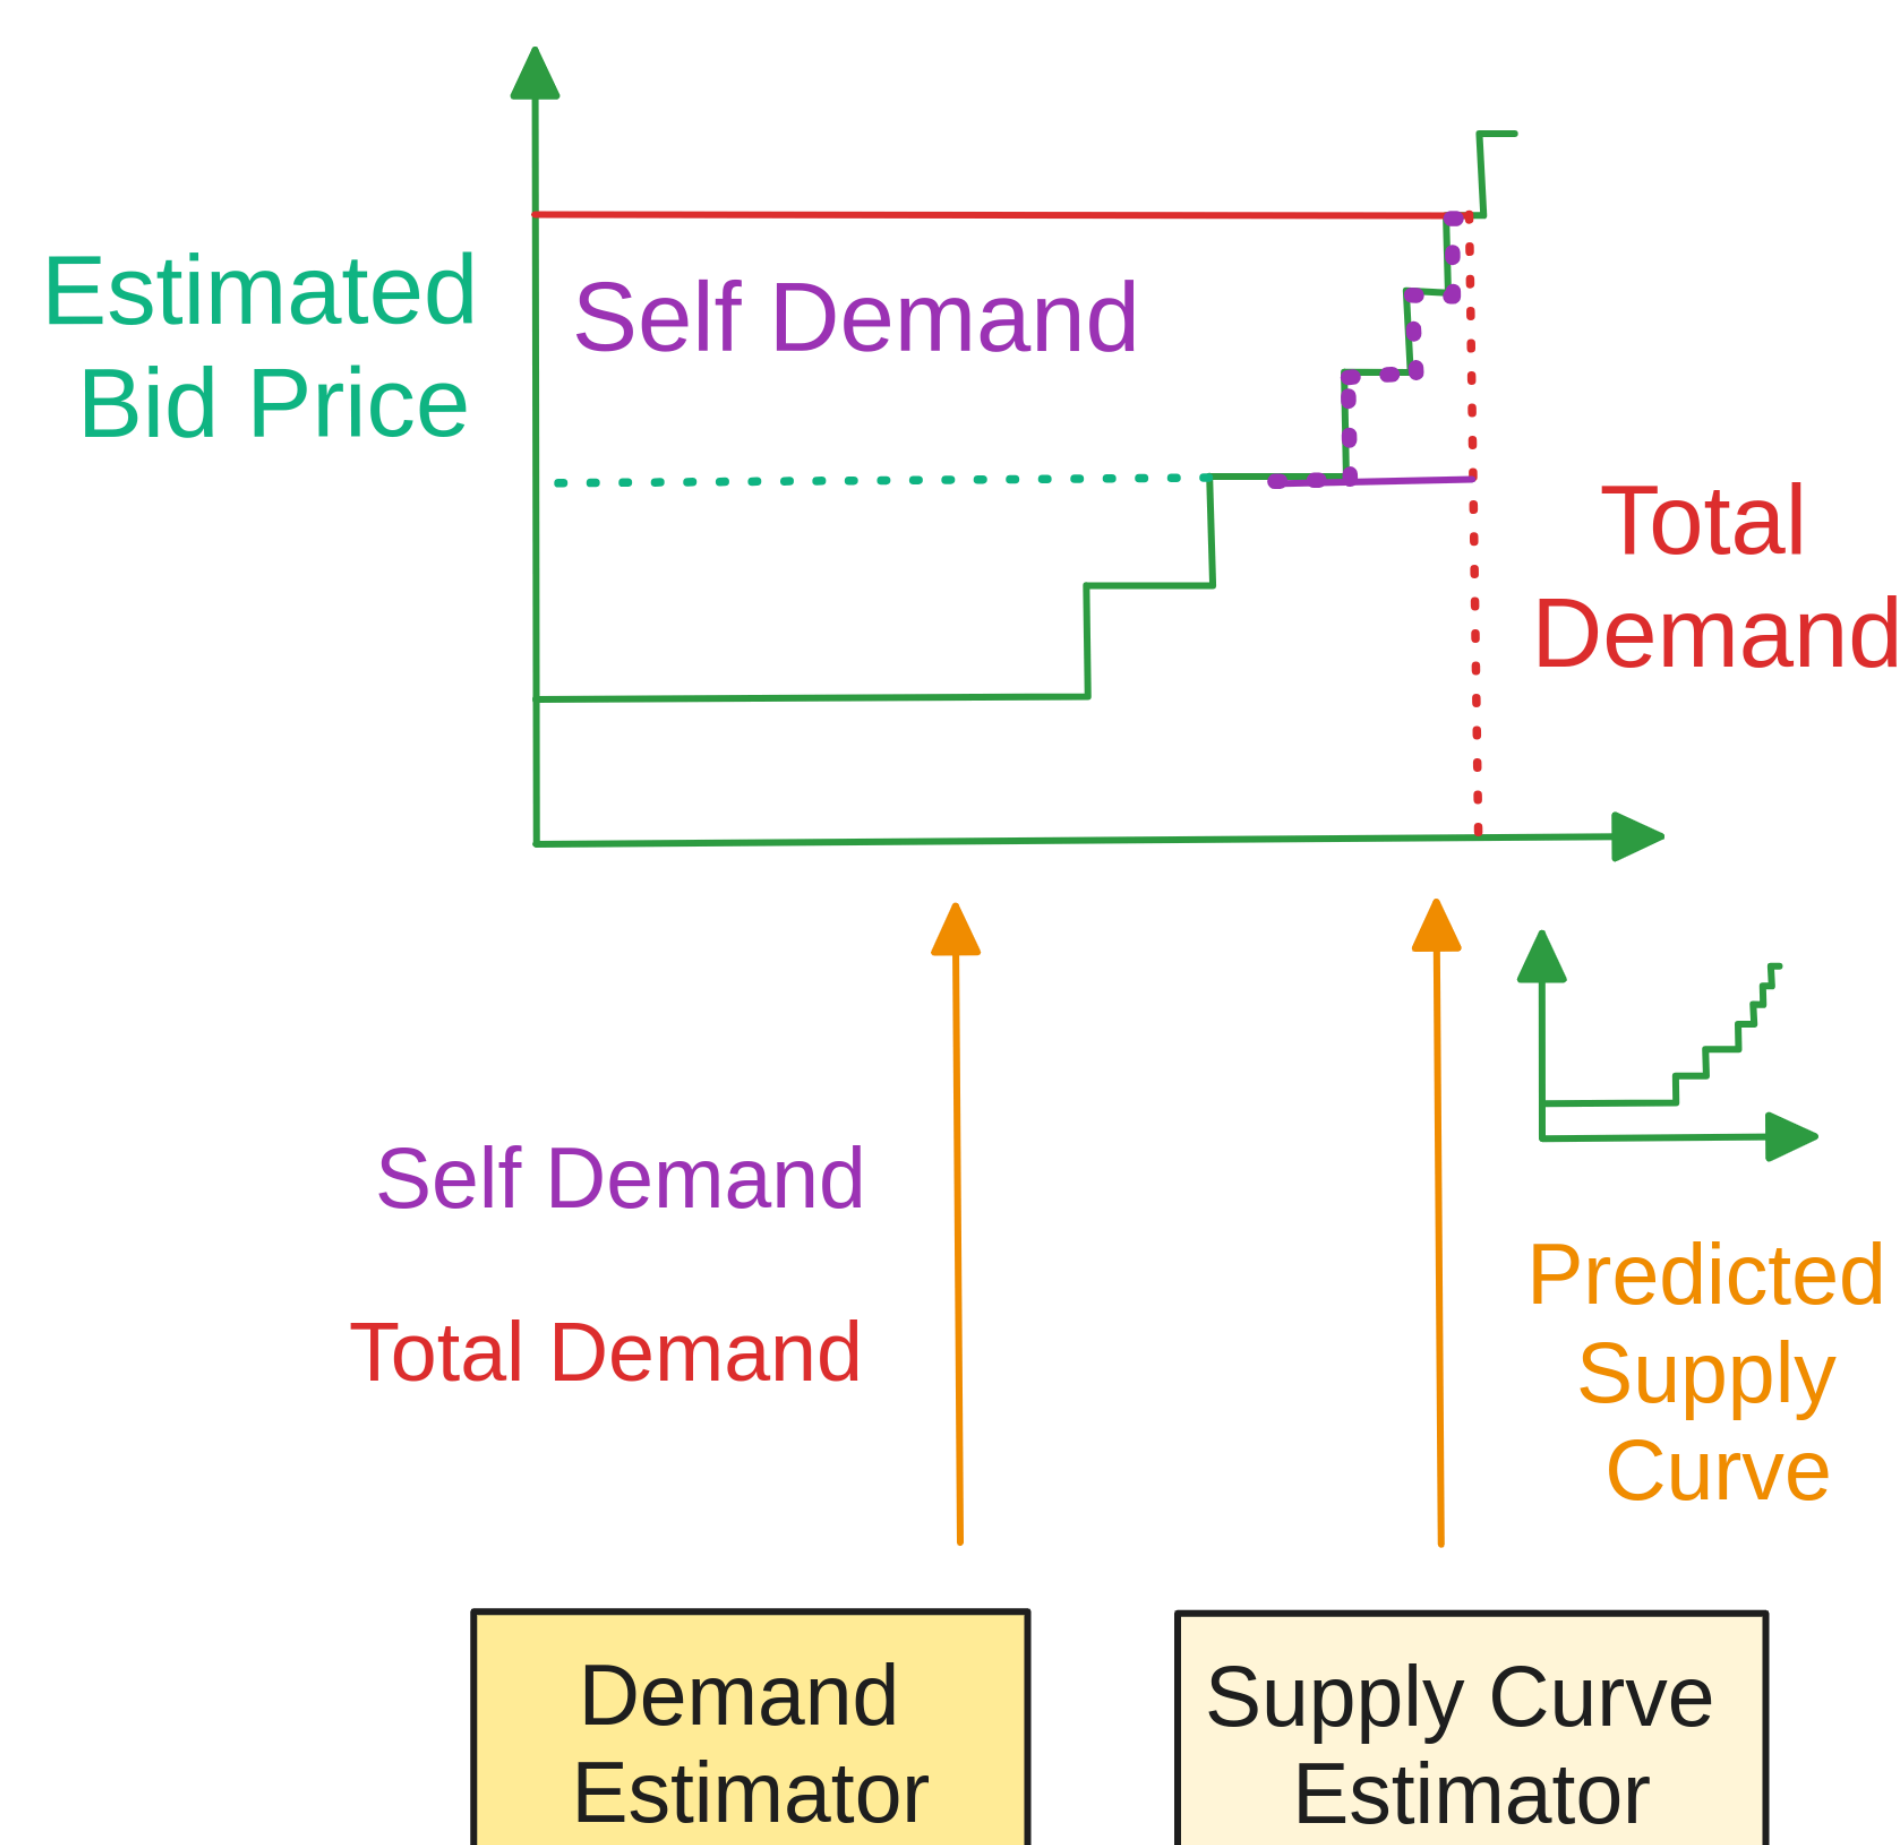 Estimated
Bid Price
Self Demand
Total
Demand
Self Demand
Total Demand
Predicted
Supply
Curve
Demand
Estimator
Supply Curve
Estimator